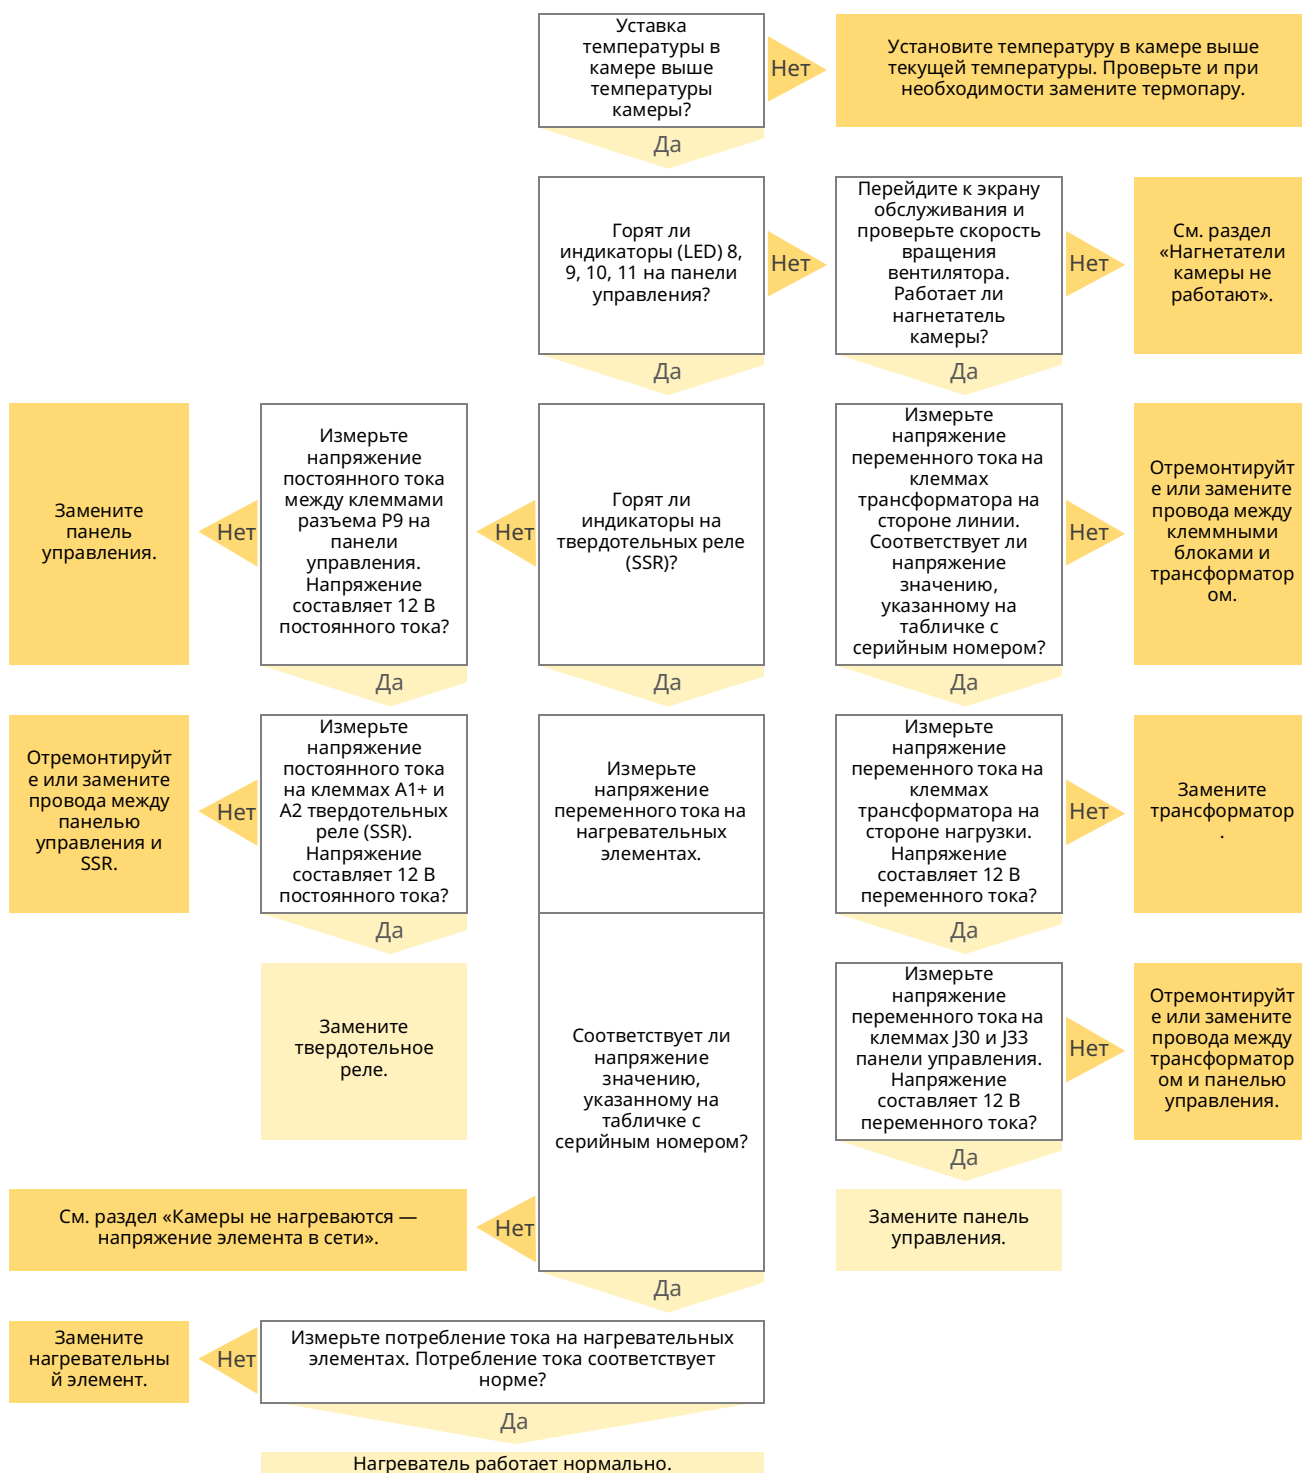 Уставка
температуры в
камере выше
температуры
камеры?
Нет
Установите температуру в камере выше
текущей температуры. Проверьте и при
необходимости замените термопару.
Да
Горят ли
индикаторы (LED) 8,
9, 10, 11 на панели
управления?
Нет
Перейдите к экрану
обслуживания и
проверьте скорость
вращения
вентилятора.
Работает ли
нагнетатель
камеры?
Нет
См. раздел
«Нагнетатели
камеры не
работают».
Да
Да
Замените
панель
управления.
Нет
Измерьте
напряжение
постоянного тока
между клеммами
разъема P9 на
панели
управления.
Напряжение
составляет 12 В
постоянного тока?
Нет
Горят ли
индикаторы на
твердотельных реле
(SSR)?
Измерьте
напряжение
переменного тока на
клеммах
трансформатора на
стороне линии.
Соответствует ли
напряжение
значению,
указанному на
табличке с
серийным номером?
Нет
Отремонтируйт
е или замените
провода между
клеммными
блоками и
трансформатор
ом.
Да
Да
Да
Отремонтируйт
е или замените
провода между
панелью
управления и
SSR.
Нет
Измерьте
напряжение
постоянного тока
на клеммах A1+ и
A2 твердотельных
реле (SSR).
Напряжение
составляет 12 В
постоянного тока?
Измерьте
напряжение
переменного тока на
нагревательных
элементах.
Измерьте
напряжение
переменного тока на
клеммах
трансформатора на
стороне нагрузки.
Напряжение
составляет 12 В
переменного тока?
Нет
Замените
трансформатор
.
Да
Да
Замените
твердотельное
реле.
Соответствует ли
напряжение
значению,
указанному на
табличке с
серийным номером?
Измерьте
напряжение
переменного тока на
клеммах J30 и J33
панели управления.
Напряжение
составляет 12 В
переменного тока?
Нет
Отремонтируйт
е или замените
провода между
трансформатор
ом и панелью
управления.
Да
См. раздел «Камеры не нагреваются —
напряжение элемента в сети».
Нет
Замените панель
управления.
Да
Замените
нагревательны
й элемент.
Нет
Измерьте потребление тока на нагревательных
элементах. Потребление тока соответствует
норме?
Да
Нагреватель работает нормально.